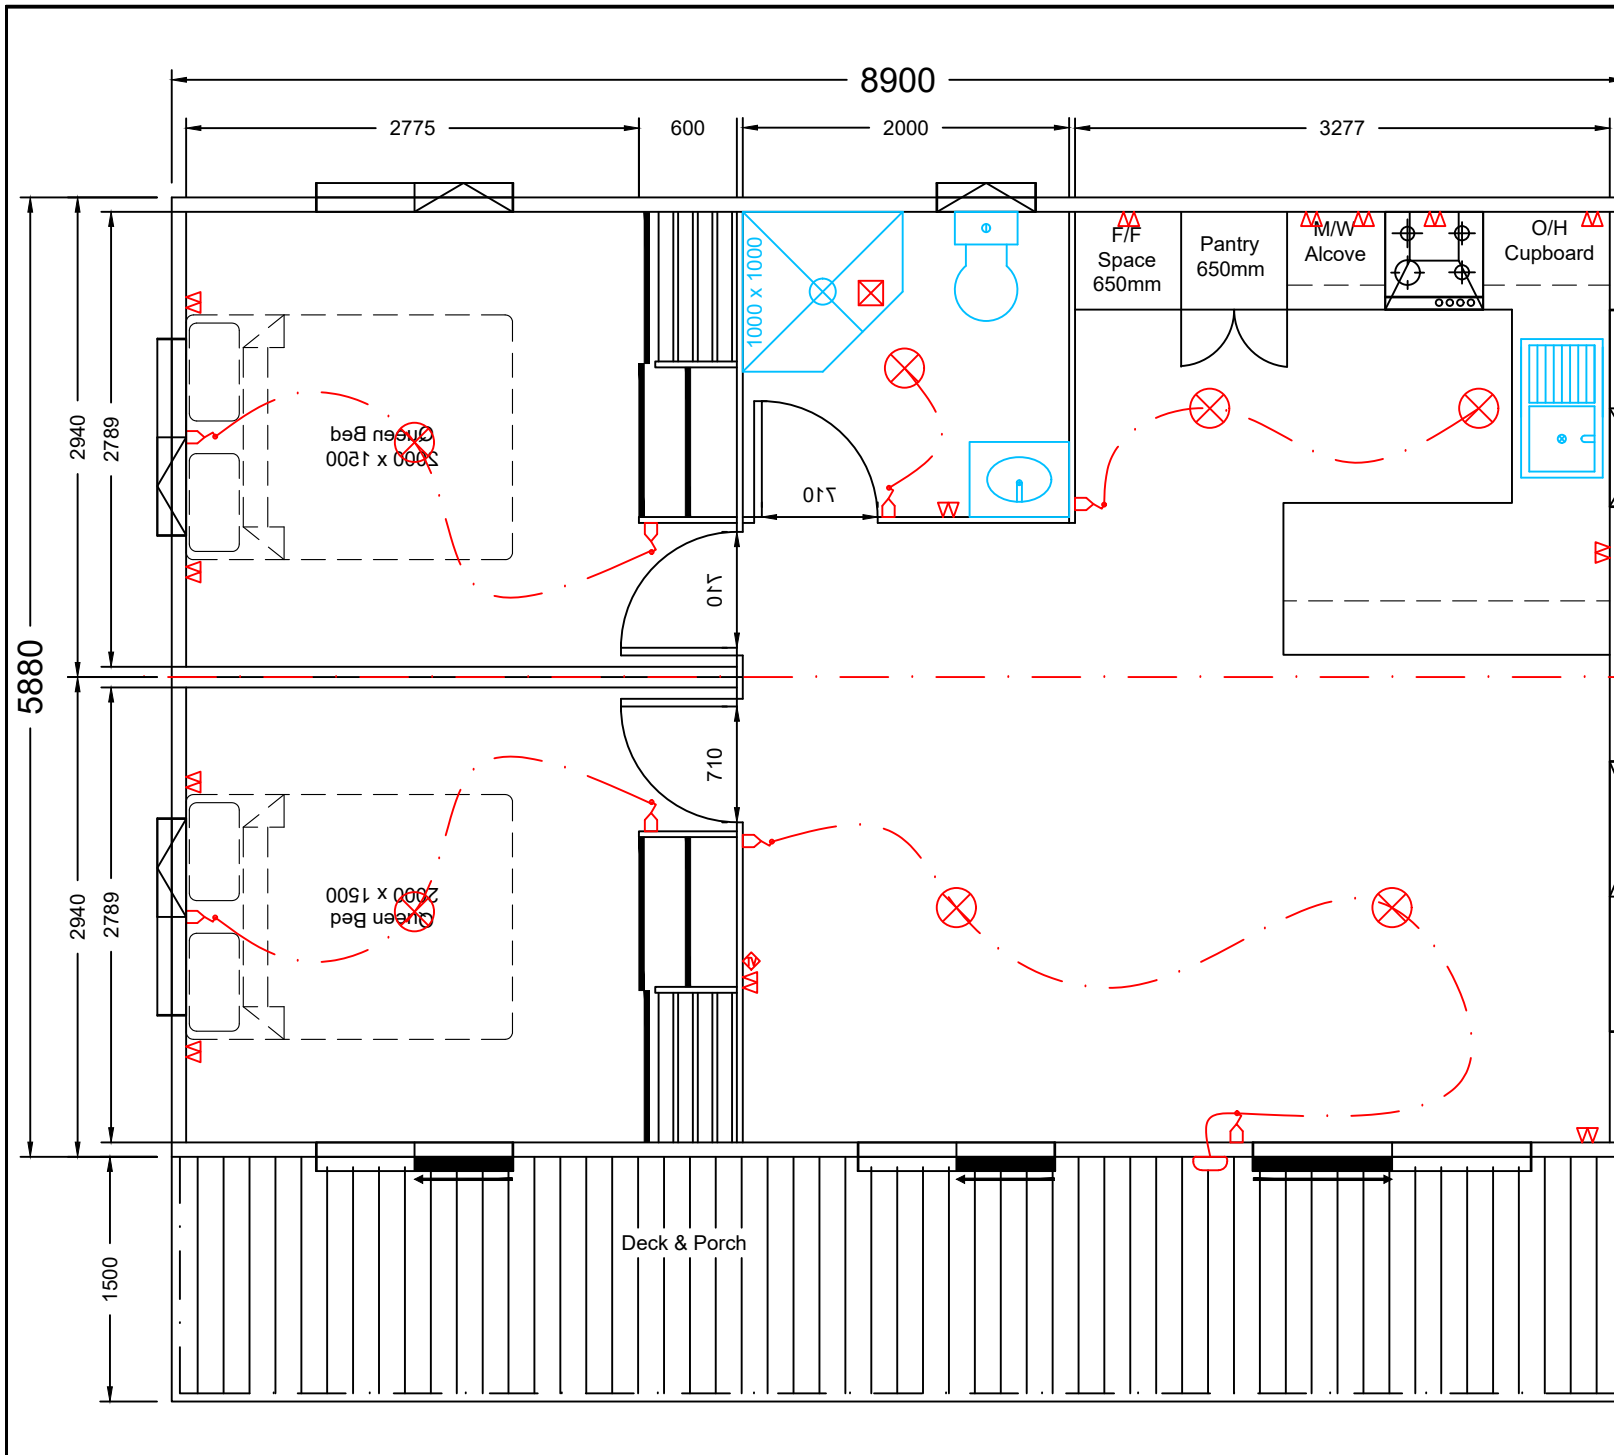 8900
2775
600
2000
3277
F/F
Space
650mm
Pantry
650mm
M/W
Alcove
O/H
Cupboard
1000 x 1000
Queen Bed
2000 x 1500
710
710
710
2940
2789
5880
2940
2789
2000 x 1500
Queen Bed
1500
Deck & Porch